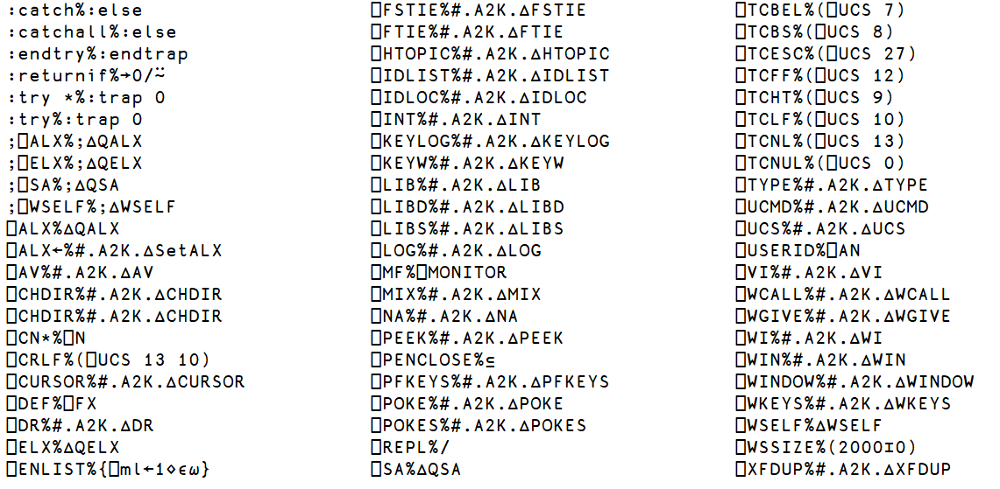 :catch%:else
:catchall%:else
:endtry%:endtrap
:returnif%→0/⍨
:try *%:trap 0
:try%:trap 0
;⎕ALX%;∆QALX
;⎕ELX%;∆QELX
;⎕SA%;∆QSA
;⎕WSELF%;∆WSELF
⎕ALX%∆QALX
⎕ALX←%#.A2K.∆SetALX
⎕AV%#.A2K.∆AV
⎕CHDIR%#.A2K.∆CHDIR
⎕CHDIR%#.A2K.∆CHDIR
⎕CN*%⎕N
⎕CRLF%(⎕UCS 13 10)
⎕CURSOR%#.A2K.∆CURSOR
⎕DEF%⎕FX
⎕DR%#.A2K.∆DR
⎕ELX%∆QELX
⎕ENLIST%{⎕ml←1⋄∊⍵}
⎕FSTIE%#.A2K.∆FSTIE
⎕FTIE%#.A2K.∆FTIE
⎕HTOPIC%#.A2K.∆HTOPIC
⎕IDLIST%#.A2K.∆IDLIST
⎕IDLOC%#.A2K.∆IDLOC
⎕INT%#.A2K.∆INT
⎕KEYLOG%#.A2K.∆KEYLOG
⎕KEYW%#.A2K.∆KEYW
⎕LIB%#.A2K.∆LIB
⎕LIBD%#.A2K.∆LIBD
⎕LIBS%#.A2K.∆LIBS
⎕LOG%#.A2K.∆LOG
⎕MF%⎕MONITOR
⎕MIX%#.A2K.∆MIX
⎕NA%#.A2K.∆NA
⎕PEEK%#.A2K.∆PEEK
⎕PENCLOSE%⊆
⎕PFKEYS%#.A2K.∆PFKEYS
⎕POKE%#.A2K.∆POKE
⎕POKES%#.A2K.∆POKES
⎕REPL%/
⎕SA%∆QSA
⎕TCBEL%(⎕UCS 7)
⎕TCBS%(⎕UCS 8)
⎕TCESC%(⎕UCS 27)
⎕TCFF%(⎕UCS 12)
⎕TCHT%(⎕UCS 9)
⎕TCLF%(⎕UCS 10)
⎕TCNL%(⎕UCS 13)
⎕TCNUL%(⎕UCS 0)
⎕TYPE%#.A2K.∆TYPE
⎕UCMD%#.A2K.∆UCMD
⎕UCS%#.A2K.∆UCS
⎕USERID%⎕AN
⎕VI%#.A2K.∆VI
⎕WCALL%#.A2K.∆WCALL
⎕WGIVE%#.A2K.∆WGIVE
⎕WI%#.A2K.∆WI
⎕WIN%#.A2K.∆WIN
⎕WINDOW%#.A2K.∆WINDOW
⎕WKEYS%#.A2K.∆WKEYS
⎕WSELF%∆WSELF
⎕WSSIZE%(2000⌶0)
⎕XFDUP%#.A2K.∆XFDUP